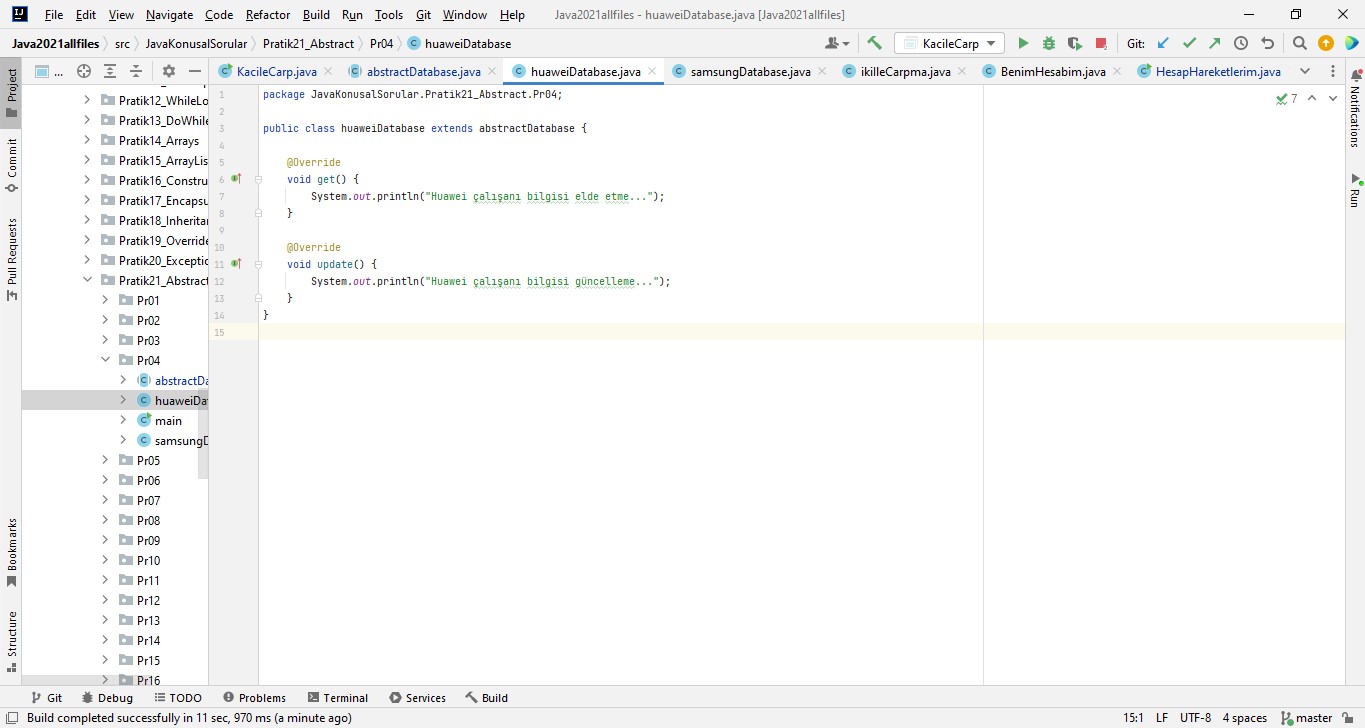 File Edit View Navigate Code Refactor Build Run Tools Git Window Help Java2021allfiles - huaweiDatabase.java [Java2021allfiles]
Java2021allfiles src JavaKonusalSorular Pratik21_Abstract Pr04 huaweiDatabase KacileCarp Git:
... KacileCarp.java abstractDatabase.java huaweiDatabase.java samsungDatabase.java ikilleCarpma.java BenimHesabim.java HesapHareketlerim.java
Project
Commit
Pull Requests
Bookmarks
Structure
Pratik12_WhileLo
Pratik13_DoWhile
Pratik14_Arrays
Pratik15_ArrayLis
Pratik16_Constru
Pratik17_Encapsu
Pratik18_Inheritar
Pratik19_Override
Pratik20_Exceptic
Pratik21_Abstract
Pr01
Pr02
Pr03
Pr04
abstractDa
huaweiDat
main
samsungD
Pr05
Pr06
Pr07
Pr08
Pr09
Pr10
Pr11
Pr12
Pr13
Pr14
Pr15
Pr16
1 package JavaKonusalSorular.Pratik21_Abstract.Pr04;
2
3 public class huaweiDatabase extends abstractDatabase {
4
5 @Override
6 void get() {
7 System.out.println("Huawei çalışanı bilgisi elde etme...");
8 }
9
10 @Override
11 void update() {
12 System.out.println("Huawei çalışanı bilgisi güncelleme...");
13 }
14 }
15
7
Notifications
Run
Git Debug TODO Problems Terminal Services Build
Build completed successfully in 11 sec, 970 ms (a minute ago) 15:1 LF UTF-8 4 spaces master